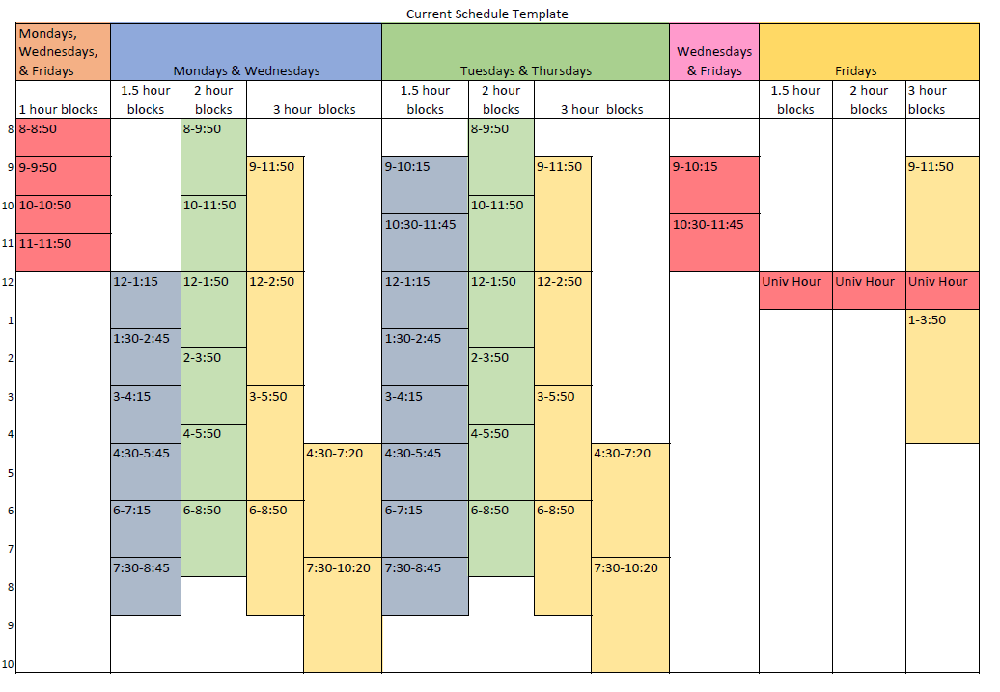 Current Schedule Template
Mondays,
Wednesdays,
& Fridays
Mondays & Wednesdays
Tuesdays & Thursdays
Wednesdays
& Fridays
Fridays
1 hour blocks
1.5 hour
blocks
2 hour
blocks
3 hour  blocks
1.5 hour
blocks
2 hour
blocks
3 hour  blocks
1.5 hour
blocks
2 hour
blocks
3 hour
blocks
8 8-8:50 8-9:50 8-9:50
9 9-9:50 9-11:50 9-10:15 9-11:50 9-10:15 9-11:50
10 10-10:50 10-11:50 10-11:50
10:30-11:45 10:30-11:45
11 11-11:50
12 12-1:15 12-1:50 12-2:50 12-1:15 12-1:50 12-2:50 Univ Hour Univ Hour Univ Hour
1 1-3:50
1:30-2:45 1:30-2:45
2 2-3:50 2-3:50
3 3-4:15 3-5:50 3-4:15 3-5:50
4 4-5:50 4-5:50
4:30-5:45 4:30-7:20 4:30-5:45 4:30-7:20
5
6 6-7:15 6-8:50 6-8:50 6-7:15 6-8:50 6-8:50
7
7:30-8:45 7:30-10:20 7:30-8:45 7:30-10:20
8
9
10